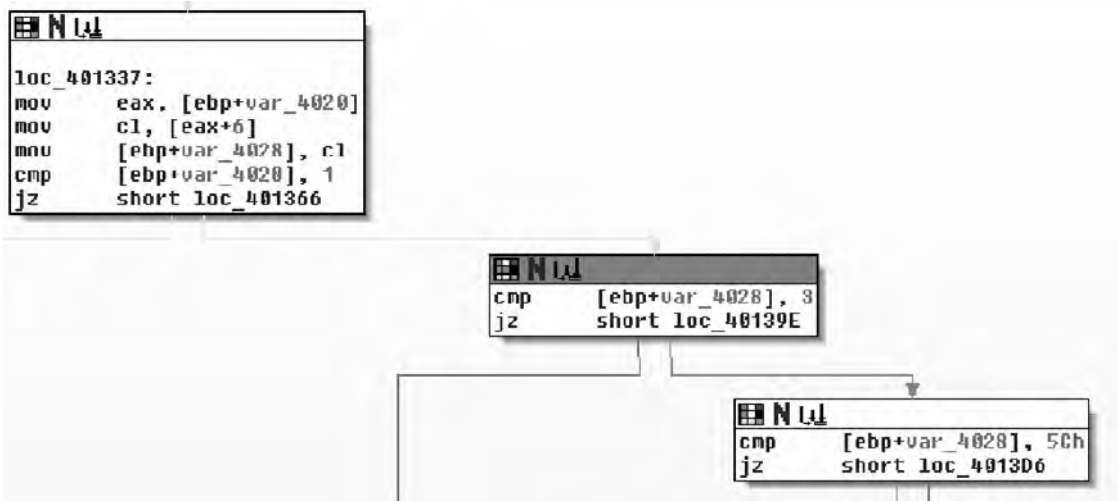 loc_401337:
mov eax, [ebp+var_4020]
mov cl, [eax+6]
mov [ebp+var_4028], cl
cmp [ebp+var_4028], 1
jz short loc_401366
cmp [ebp+var_4028], 3
jz short loc_40139E
cmp [ebp+var_4028], 5Ch
jz short loc_4013D6